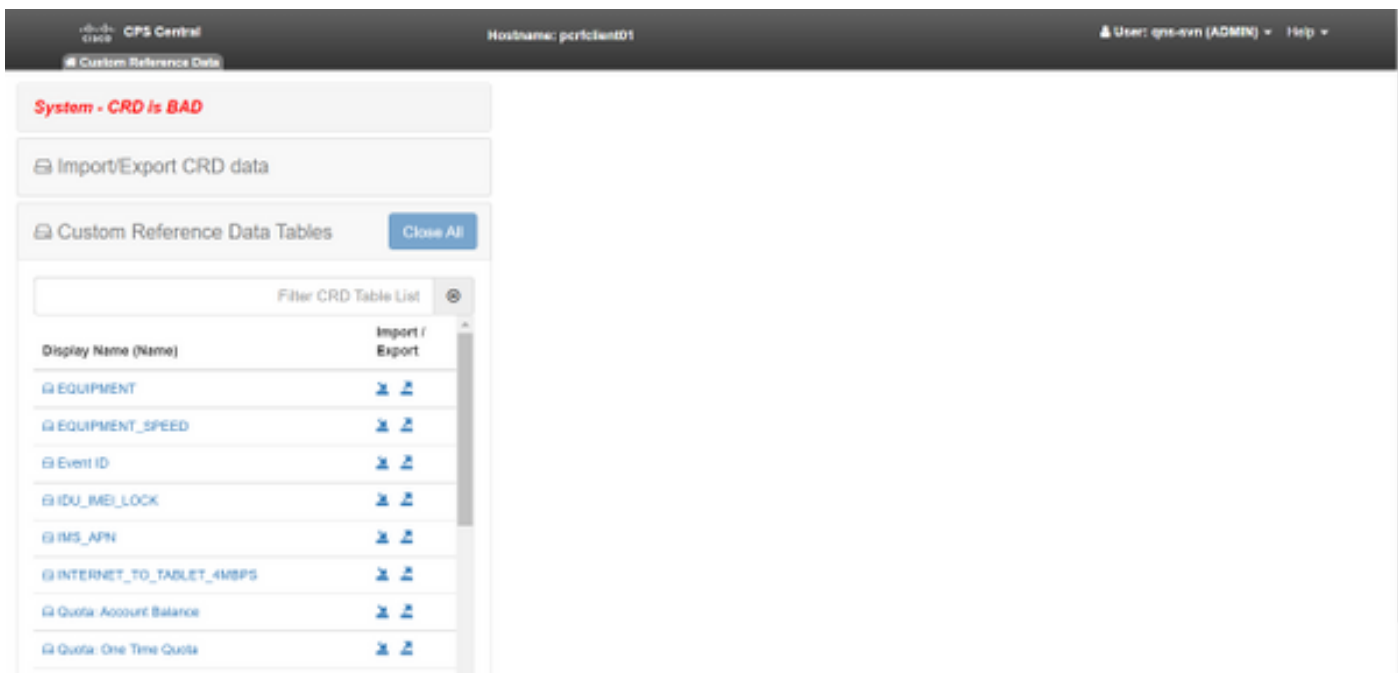 CISCO CPS Central
Hostname: pcrfclient01
User: qns-svn (ADMIN) Help
Custom Reference Data
System - CRD is BAD
Import/Export CRD data
Custom Reference Data Tables
Close All
Filter CRD Table List
Display Name (Name)
Import /
Export
EQUIPMENT
EQUIPMENT_SPEED
Event ID
IDU_IMEI_LOCK
IMS_APN
INTERNET_TO_TABLET_4MBPS
Quota: Account Balance
Quota: One Time Quota